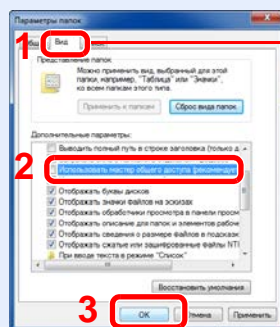 Параметры папок
1
Вид
Представление папок
Можно применить вид, выбранный для этой
папки, например, "Таблица" или "Значки",
ко всем папкам этого типа.
Применить к папкам
Сброс вида папок
Дополнительные параметры:
Выводить полный путь в строке заголовка (только д
2
Использовать мастер общего доступа (рекомендует
Отображать буквы дисков
Отображать значки файлов на эскизах
Отображать обработчики просмотра в панели просм
Отображать описание для папок и элементов рабоче
Отображать сведения о размере файлов в подсказк
Отображать сжатые или зашифрованные файлы NTF
При вводе текста в режиме "Список"
Восстановить умолчания
3
OK
Отмена
Применить